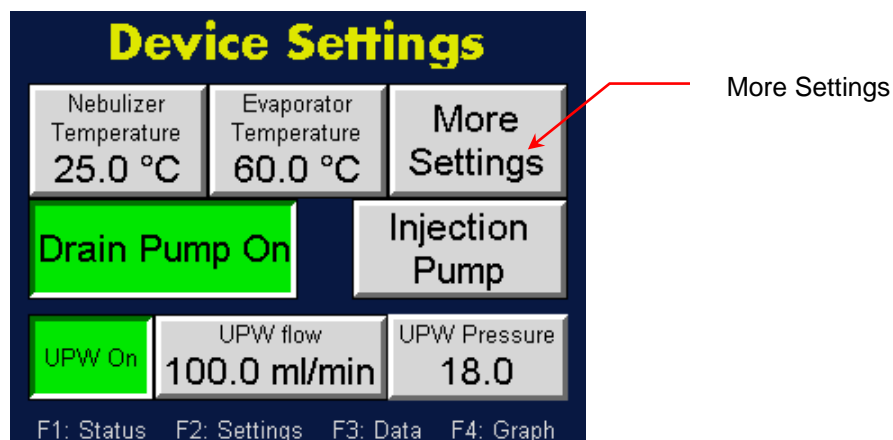 Device Settings
Nebulizer
Temperature
25.0 °C
Evaporator
Temperature
60.0 °C
More
Settings
More Settings
Drain Pump On
Injection
Pump
UPW On
UPW flow
100.0 ml/min
UPW Pressure
18.0
F1: Status F2: Settings F3: Data F4: Graph